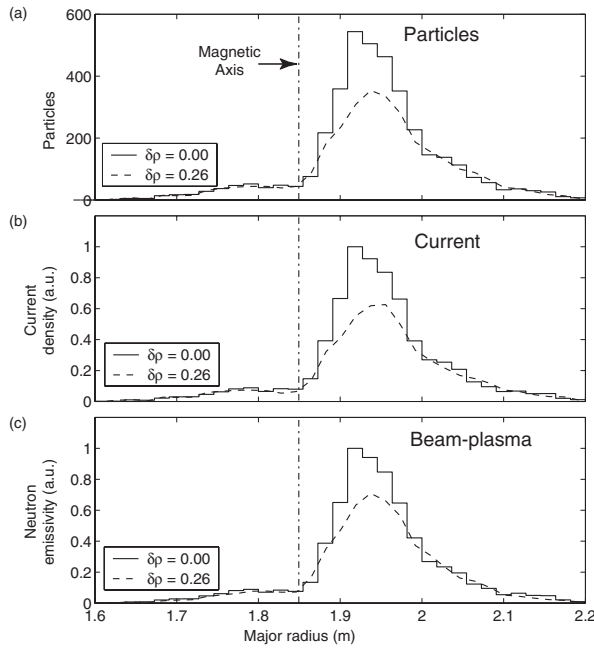 (a)
600
400
200
0
Particles
Magnetic
Axis
Particles
δρ = 0.00
δρ = 0.26
(b)
1
0.8
0.6
0.4
0.2
0
Current
density (a.u.)
Current
δρ = 0.00
δρ = 0.26
(c)
1
0.8
0.6
0.4
0.2
0
Neutron
emissivity (a.u.)
Beam-plasma
δρ = 0.00
δρ = 0.26
1.6 1.7 1.8 1.9 2 2.1 2.2
Major radius (m)